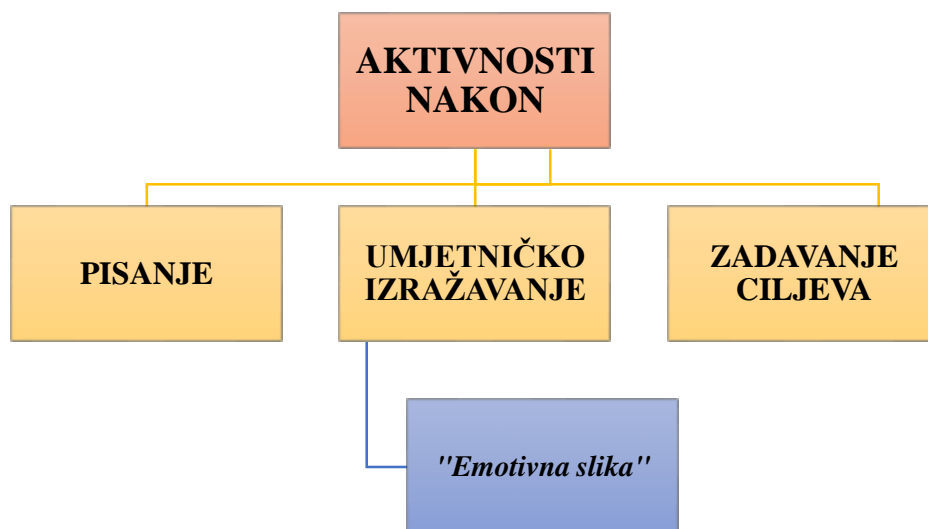 AKTIVNOSTI
NAKON
PISANJE
UMJETNIČKO
IZRAŽAVANJE
ZADAVANJE
CILJEVA
"Emotivna slika"